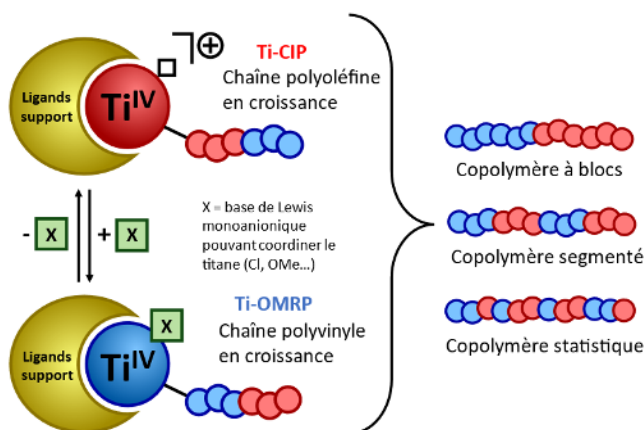 Ti-CIP
Chaîne polyoléfine
en croissance
Ligands
support
Ti^IV
⊕
- X
+ X
X = base de Lewis
monoanionique
pouvant coordiner le
titane (Cl, OMe...)
Ti-OMRP
Chaîne polyvinyle
en croissance
Ligands
support
Ti^IV
X
Copolymère à blocs
Copolymère segmenté
Copolymère statistique